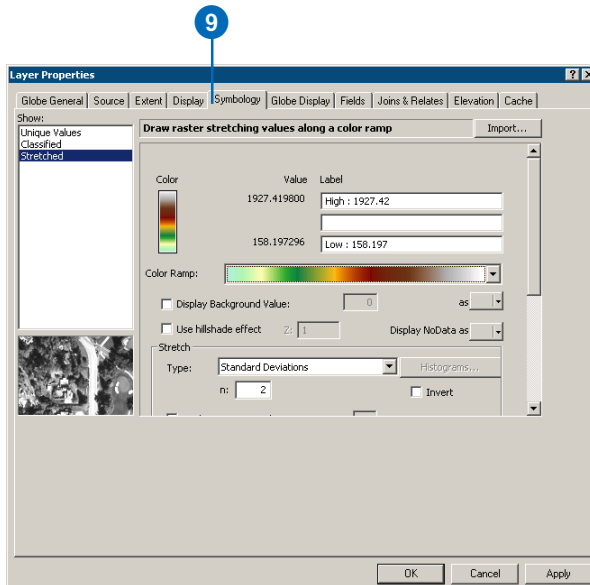 9
Layer Properties
Globe General Source Extent Display Symbology Globe Display Fields Joins & Relates Elevation Cache
Show:
Unique Values
Classified
Stretched
Draw raster stretching values along a color ramp Import...
Color Value Label
1927.419800 High : 1927.42
158.197296 Low : 158.197
Color Ramp:
Display Background Value: 0 as
Use hillshade effect Z: 1 Display NoData as
Stretch
Type: Standard Deviations Histograms...
n: 2 Invert
OK Cancel Apply